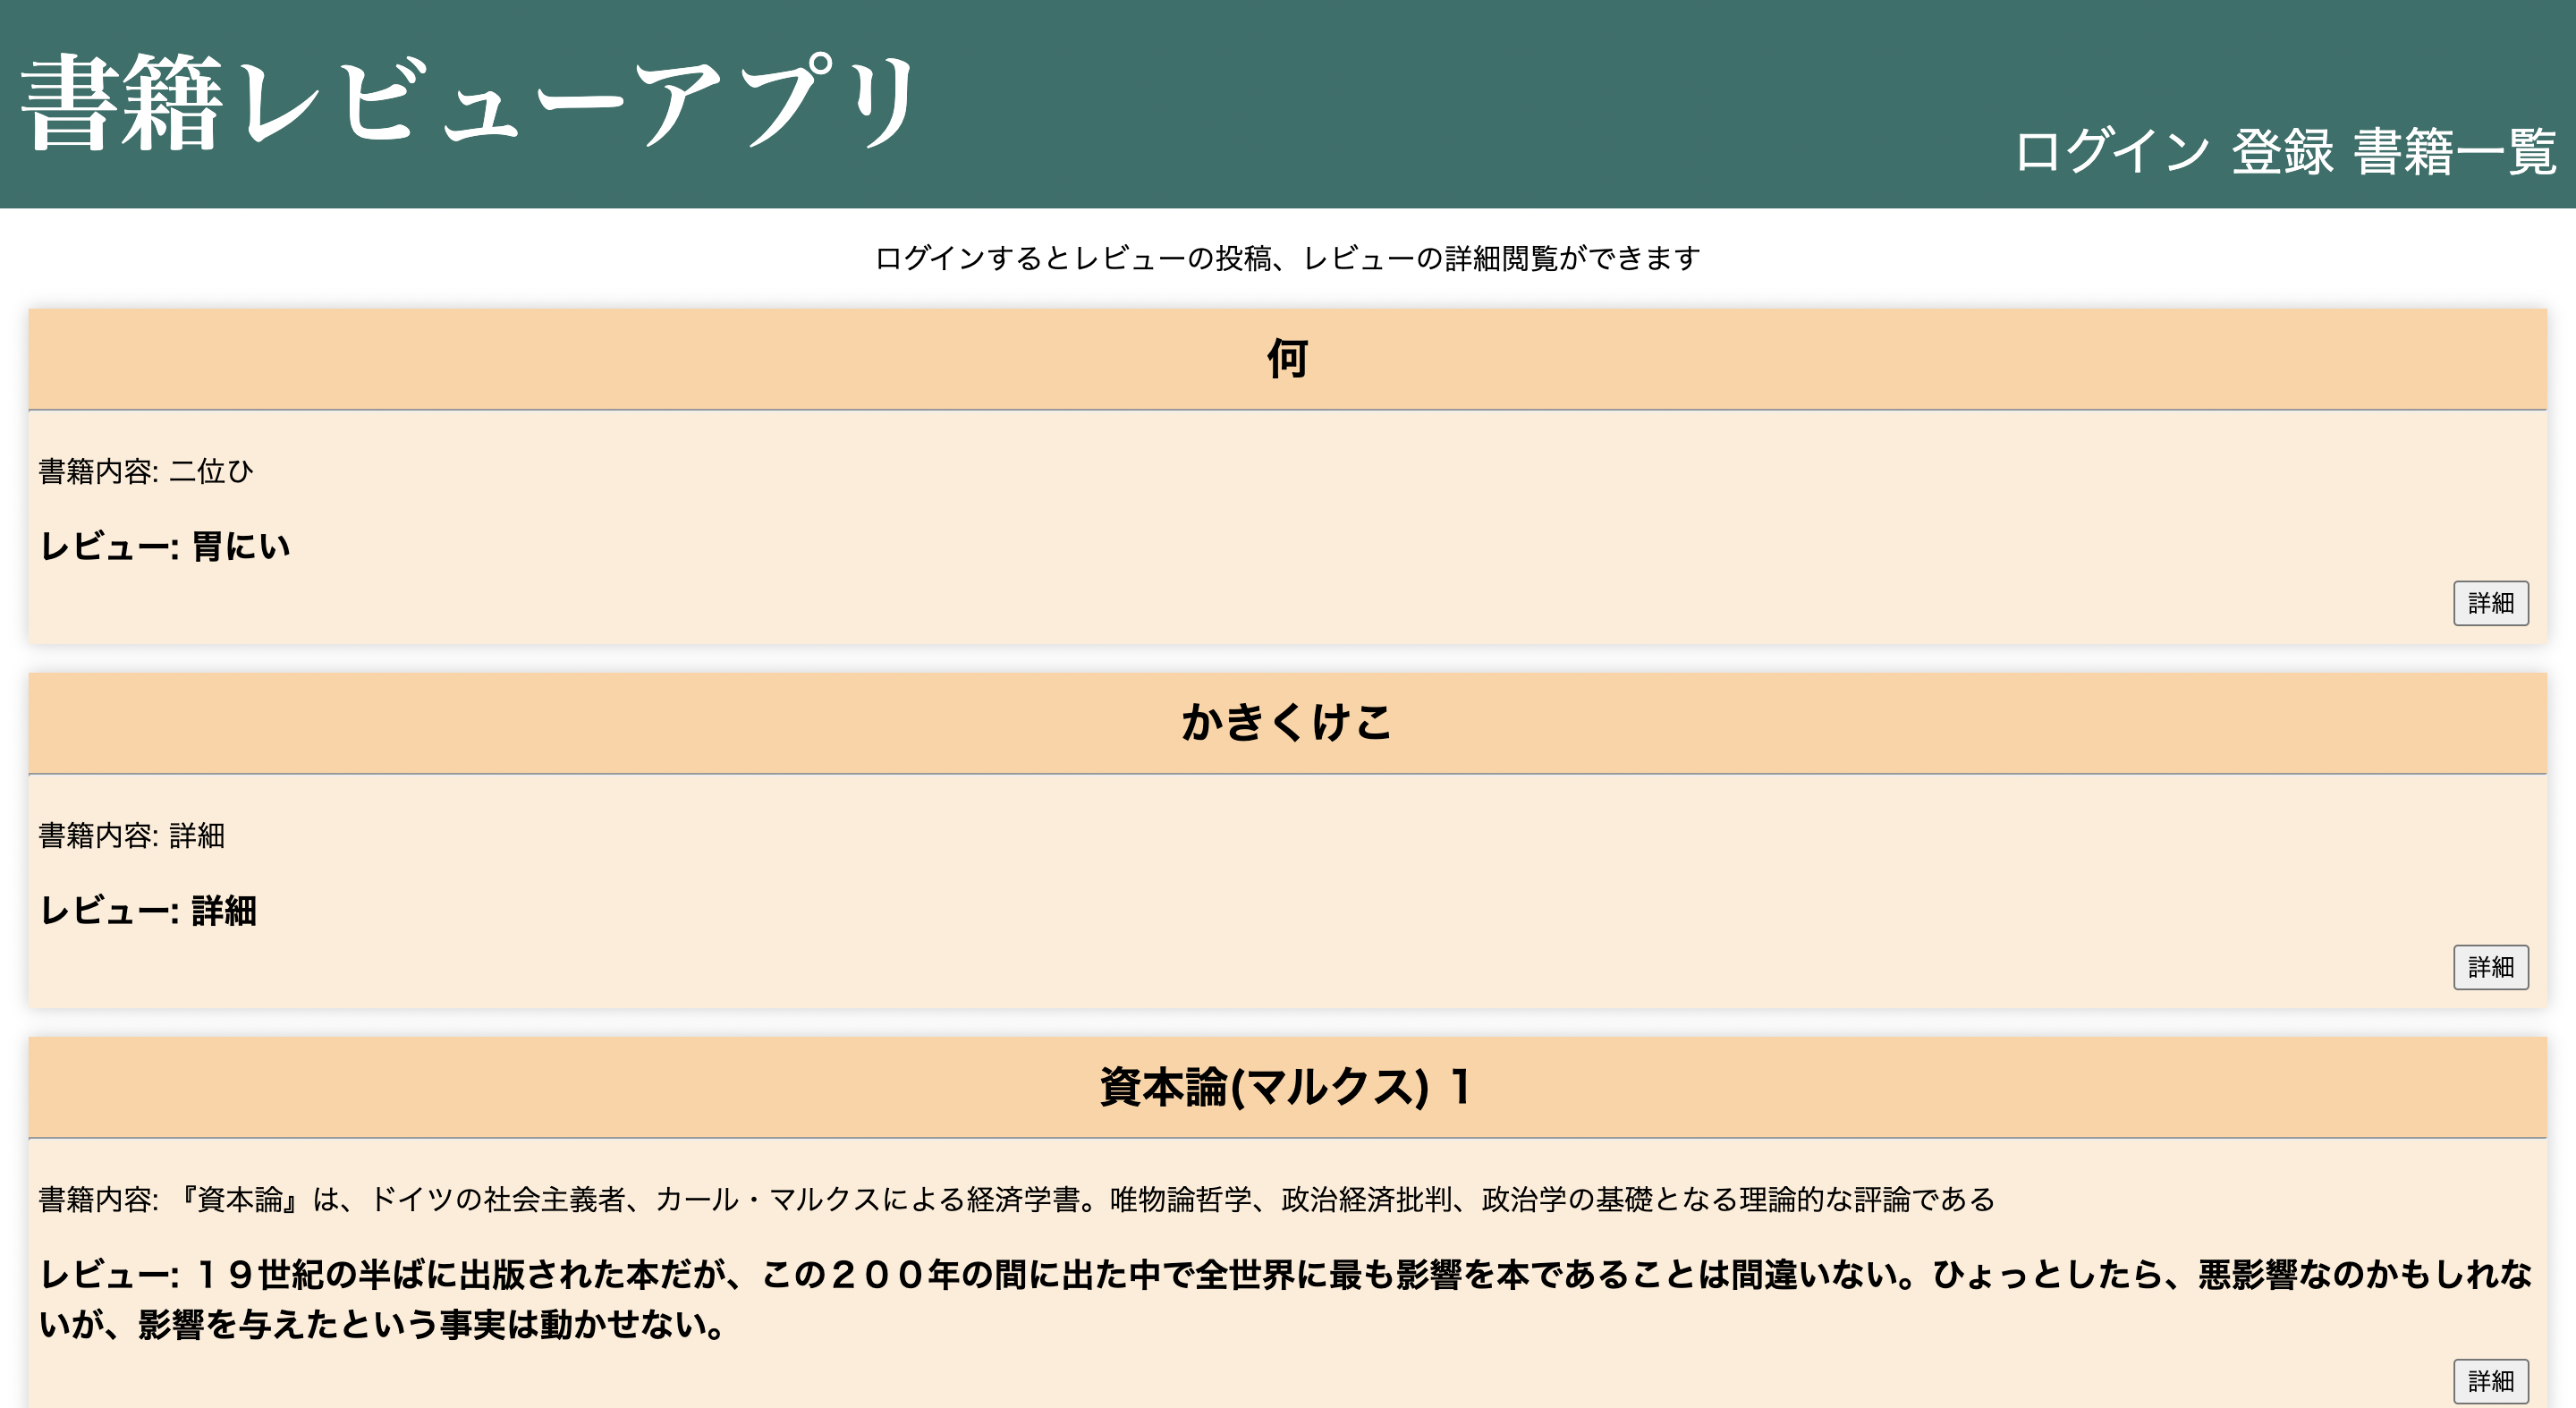 書籍レビューアプリ
ログイン 登録 書籍一覧
ログインするとレビューの投稿、レビューの詳細閲覧ができます
何
書籍内容: 二位ひ
レビュー: 胃にい
詳細
かきくけこ
書籍内容: 詳細
レビュー: 詳細
詳細
資本論(マルクス) 1
書籍内容: 『資本論』は、ドイツの社会主義者、カール・マルクスによる経済学書。唯物論哲学、政治経済批判、政治学の基礎となる理論的な評論である
レビュー: １９世紀の半ばに出版された本だが、この２００年の間に出た中で全世界に最も影響を本であることは間違いない。ひょっとしたら、悪影響なのかもしれな
いが、影響を与えたという事実は動かせない。
詳細